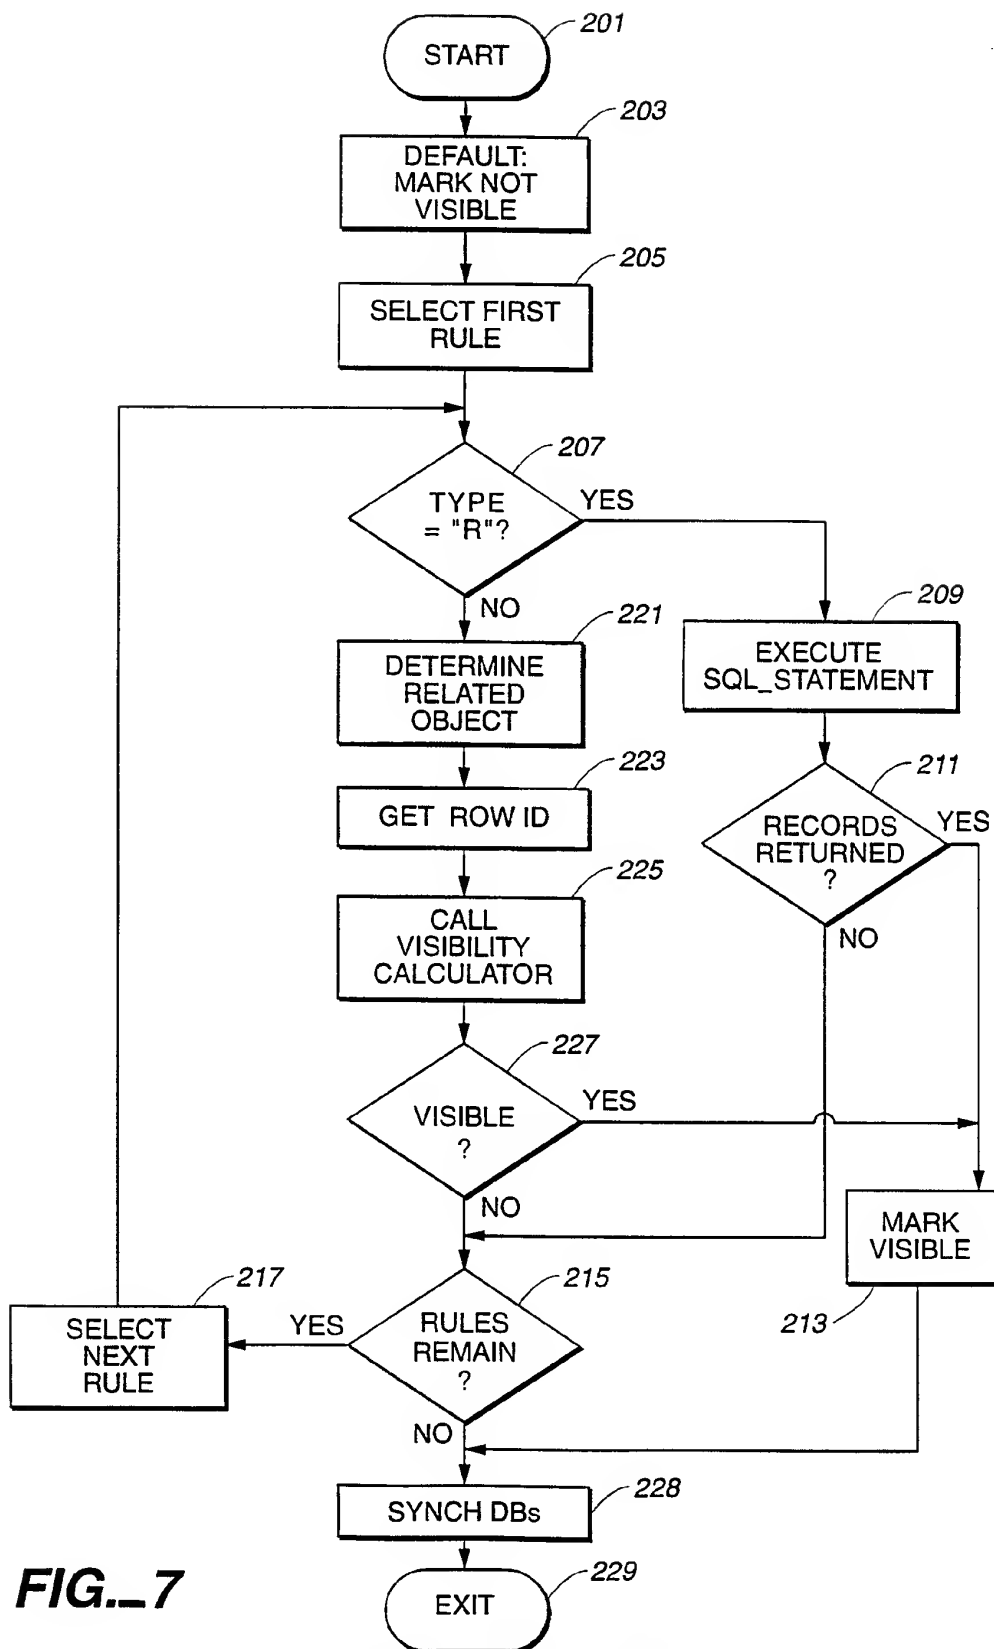 201
START
203
DEFAULT:
MARK NOT
VISIBLE
205
SELECT FIRST
RULE
207
TYPE
= "R"?
YES
NO
209
EXECUTE
SQL_STATEMENT
221
DETERMINE
RELATED
OBJECT
211
RECORDS
RETURNED
?
YES
NO
223
GET ROW ID
225
CALL
VISIBILITY
CALCULATOR
227
VISIBLE
?
YES
NO
MARK
VISIBLE
213
215
RULES
REMAIN
?
YES
NO
217
SELECT
NEXT
RULE
228
SYNCH DBs
229
EXIT
FIG._7